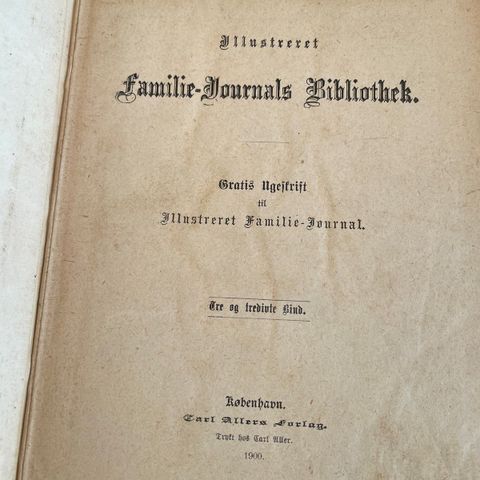 Illustreret
Familie-Journals Bibliothek.
Gratis Ugeskrift
til
Illustreret Familie-Journal.
Tre og tredivte Bind.
København.
Carl Allers Forlag.
Trykt hos Carl Aller.
1900.